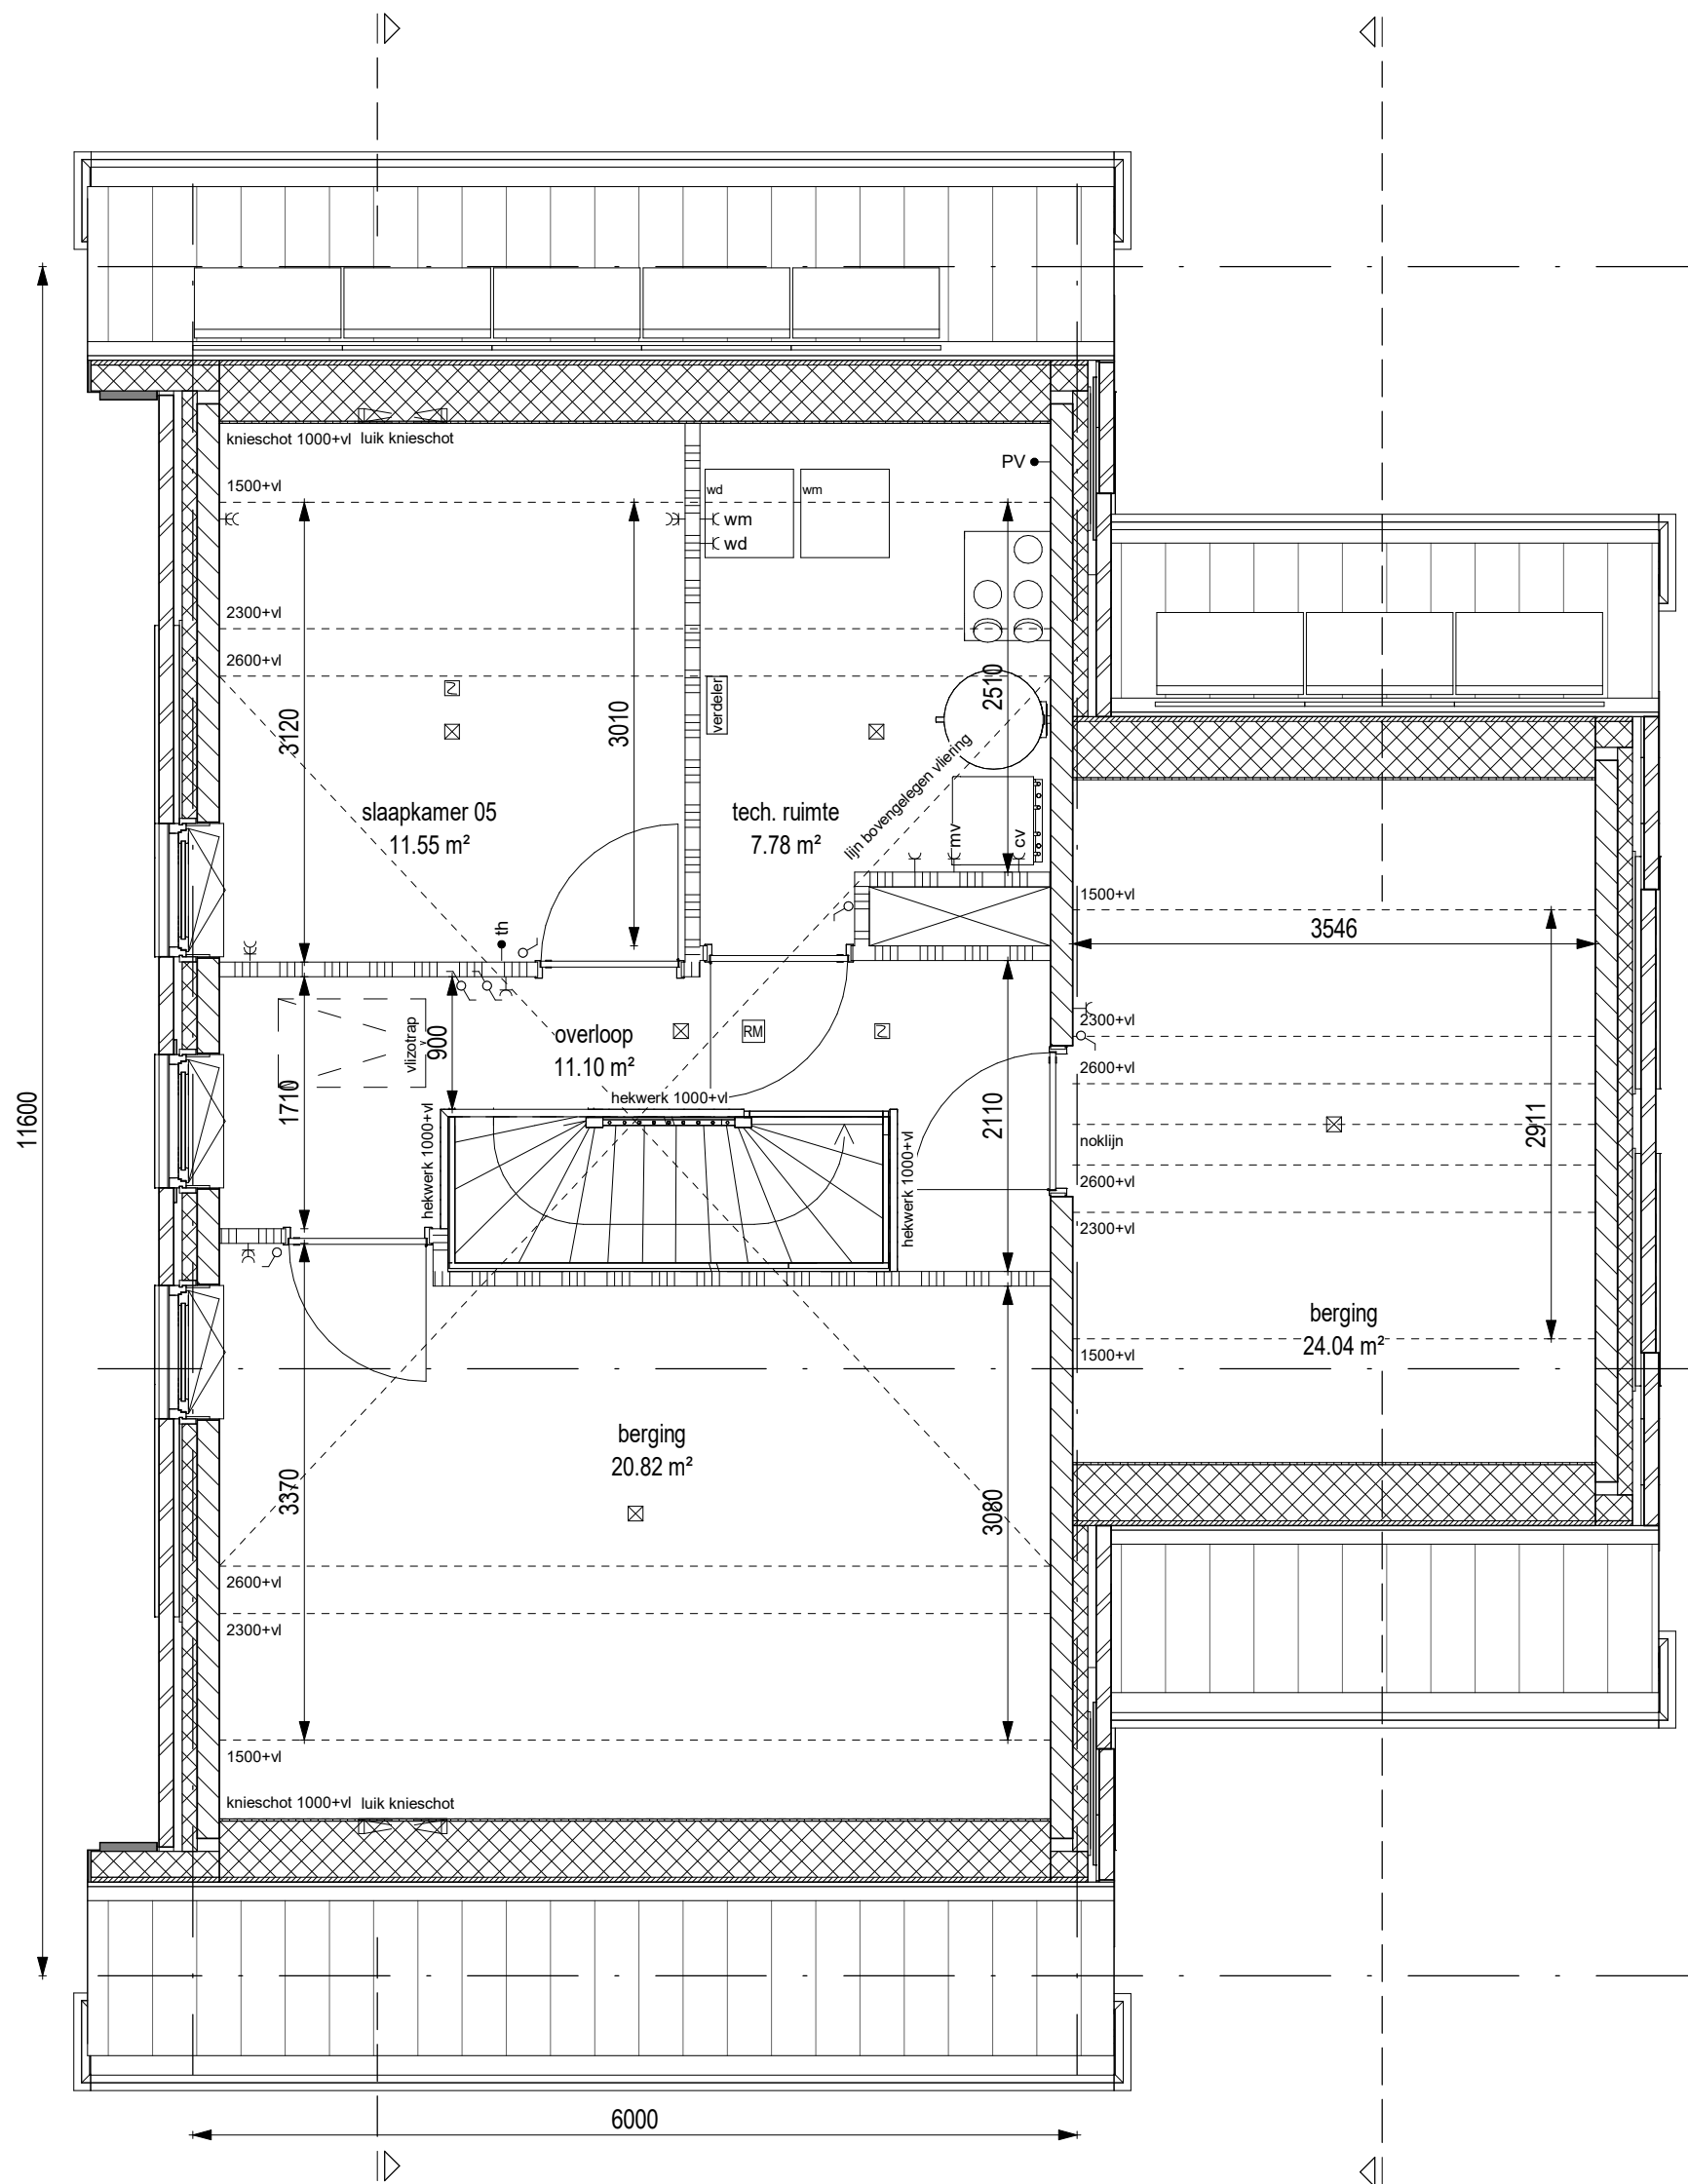 knieschot 1000+vl luik knieschot
PV
1500+vl
wd
wm
wm
wd
2300+vl
2600+vl
verdeler
3120
3010
2510
slaapkamer 05
11.55 m²
tech. ruimte
7.78 m²
lijn bovengelegen vliering
mv
cv
1500+vl
3546
th
vlizotrap
900
overloop
11.10 m²
RM
2300+vl
2600+vl
11600
1710
hekwerk 1000+vl
hekwerk 1000+vl
hekwerk 1000+vl
2110
noklijn
2911
2600+vl
2300+vl
berging
24.04 m²
1500+vl
berging
20.82 m²
3370
3080
2600+vl
2300+vl
1500+vl
knieschot 1000+vl luik knieschot
6000